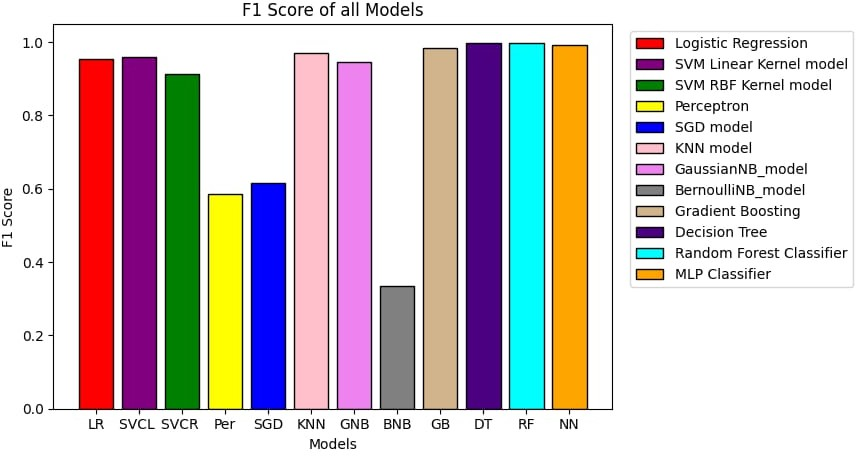 F1 Score of all Models
F1 Score
1.0
0.8
0.6
0.4
0.2
0.0
LR SVCL SVCR Per SGD KNN GNB BNB GB DT RF NN
Models
Logistic Regression
SVM Linear Kernel model
SVM RBF Kernel model
Perceptron
SGD model
KNN model
GaussianNB_model
BernoulliNB_model
Gradient Boosting
Decision Tree
Random Forest Classifier
MLP Classifier